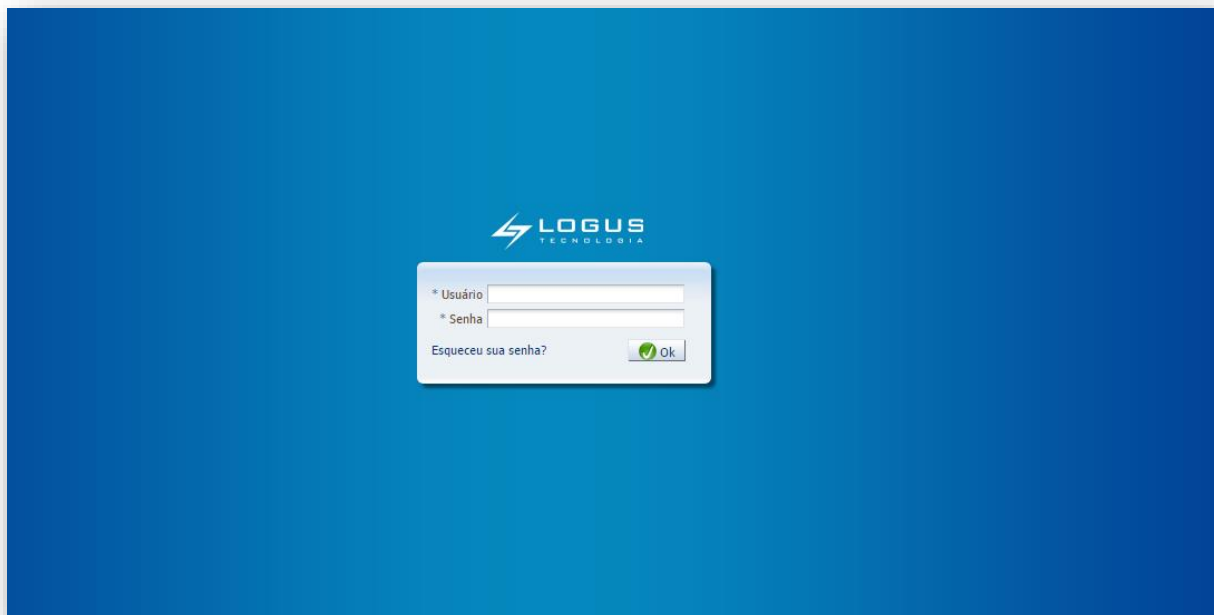 LOGUS
TECNOLOGIA
* Usuário
* Senha
Esqueceu sua senha?
Ok